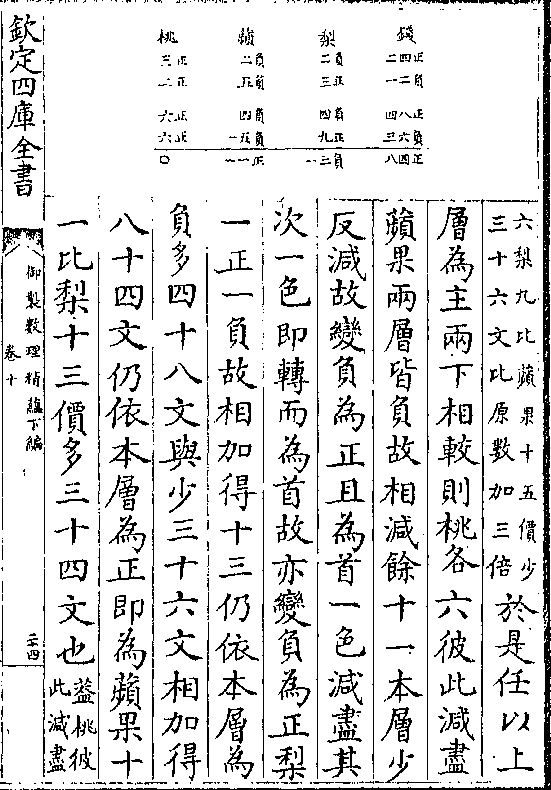 錢
二四正
一二負
四八正
三六負
八四正
梨
二負
三正
四負
九正
一三負
蘋
二負
五負
四負
一五負
一一正
桃
三正
二正
六正
六正
〇
六梨九比蘋果十五價少
三十六文比原數加三倍
於是任以上
層為主兩下相較則桃各六彼此減盡
蘋果兩層皆負故相減餘十一本層少
反減故變負為正且為首一色減盡其
次一色即轉而為首故亦變負為正梨
一正一負故相加得十三仍依本層為
負多四十八文與少三十六文相加得
八十四文仍依本層為正即為蘋果十
一比梨十三價多三十四文也
葢桃彼
此減盡
欽定四庫全書
御製數理精蘊下編
卷十
二十四